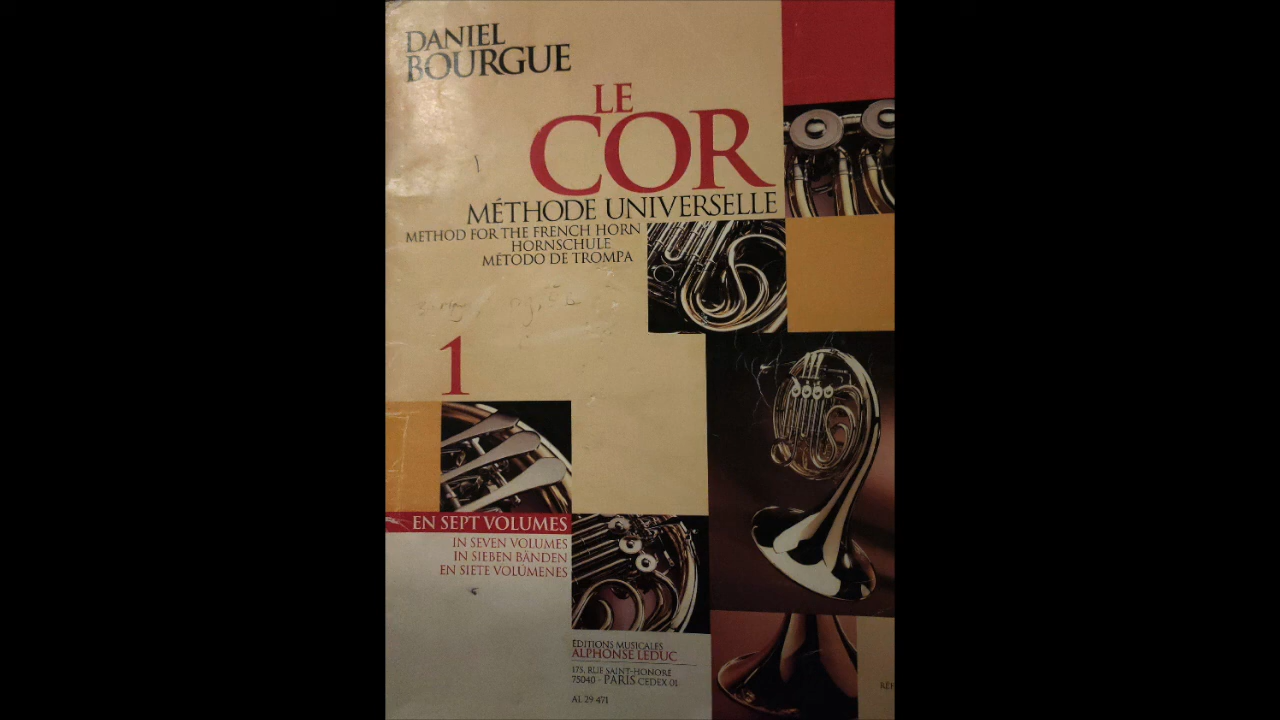 DANIEL
BOURGUE
LE
COR
MÉTHODE UNIVERSELLE
METHOD FOR THE FRENCH HORN
HORNSCHULE
MÉTODO DE TROMPA
1
EN SEPT VOLUMES
IN SEVEN VOLUMES
IN SIEBEN BÄNDEN
EN SIETE VOLÚMENES
ÉDITIONS MUSICALES
ALPHONSE LEDUC
175, RUE SAINT-HONORÉ
75040 - PARIS CEDEX 01
AL 29 471